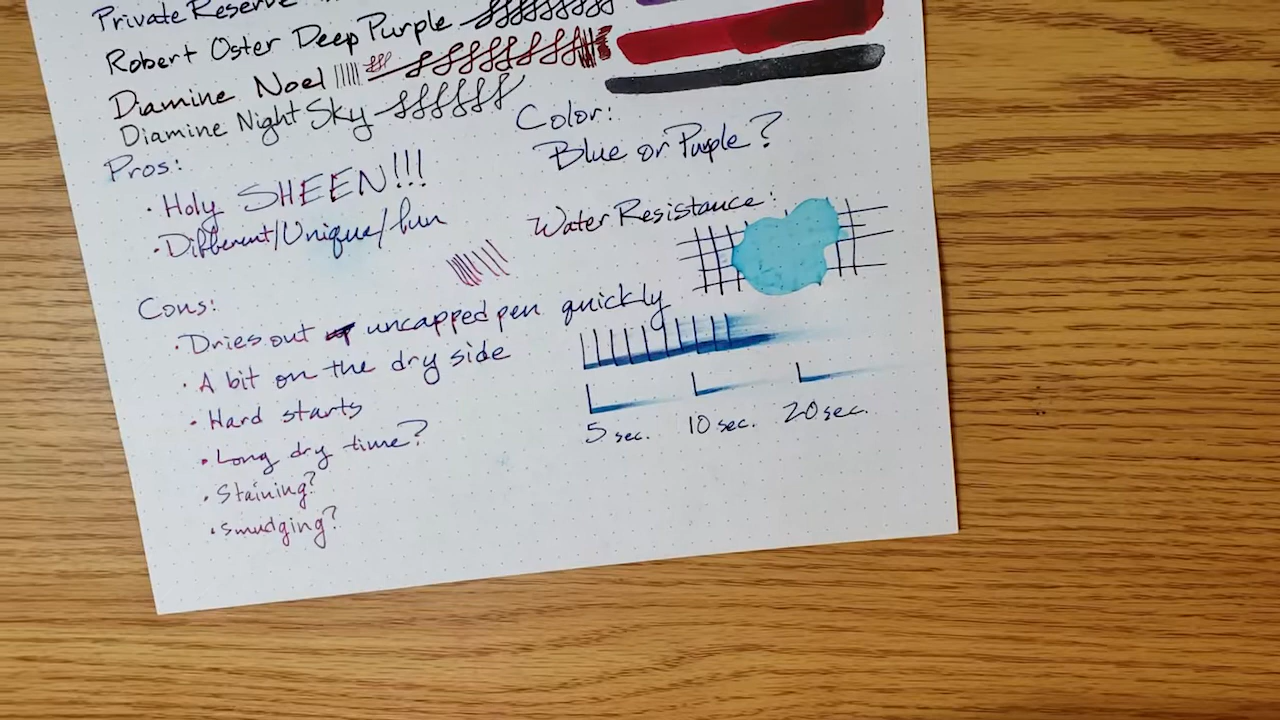 Private Reserve
Robert Oster Deep Purple
Diamine Noel
Diamine Night Sky
Pros:
• Holy SHEEN!!!
• Different/Unique/fun
Color:
Blue or Purple?
Water Resistance:
Cons:
• Dries out uncapped pen quickly
• A bit on the dry side
• Hard starts
• Long dry time?
• Staining?
• Smudging?
5 sec. 10 sec. 20 sec.